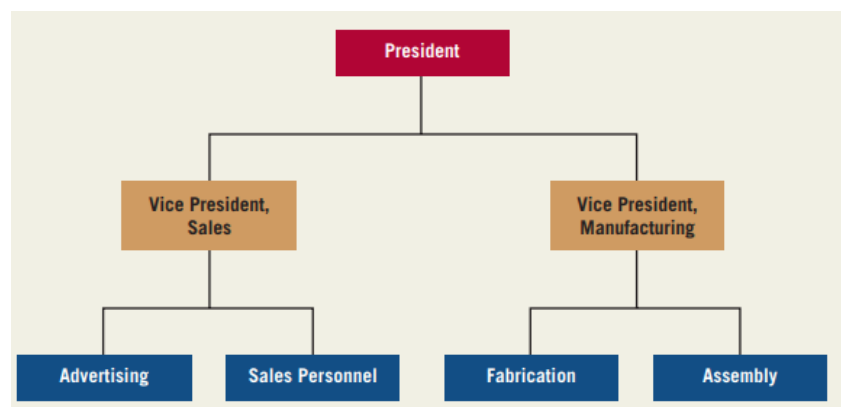 President
Vice President,
Sales
Vice President,
Manufacturing
Advertising
Sales Personnel
Fabrication
Assembly